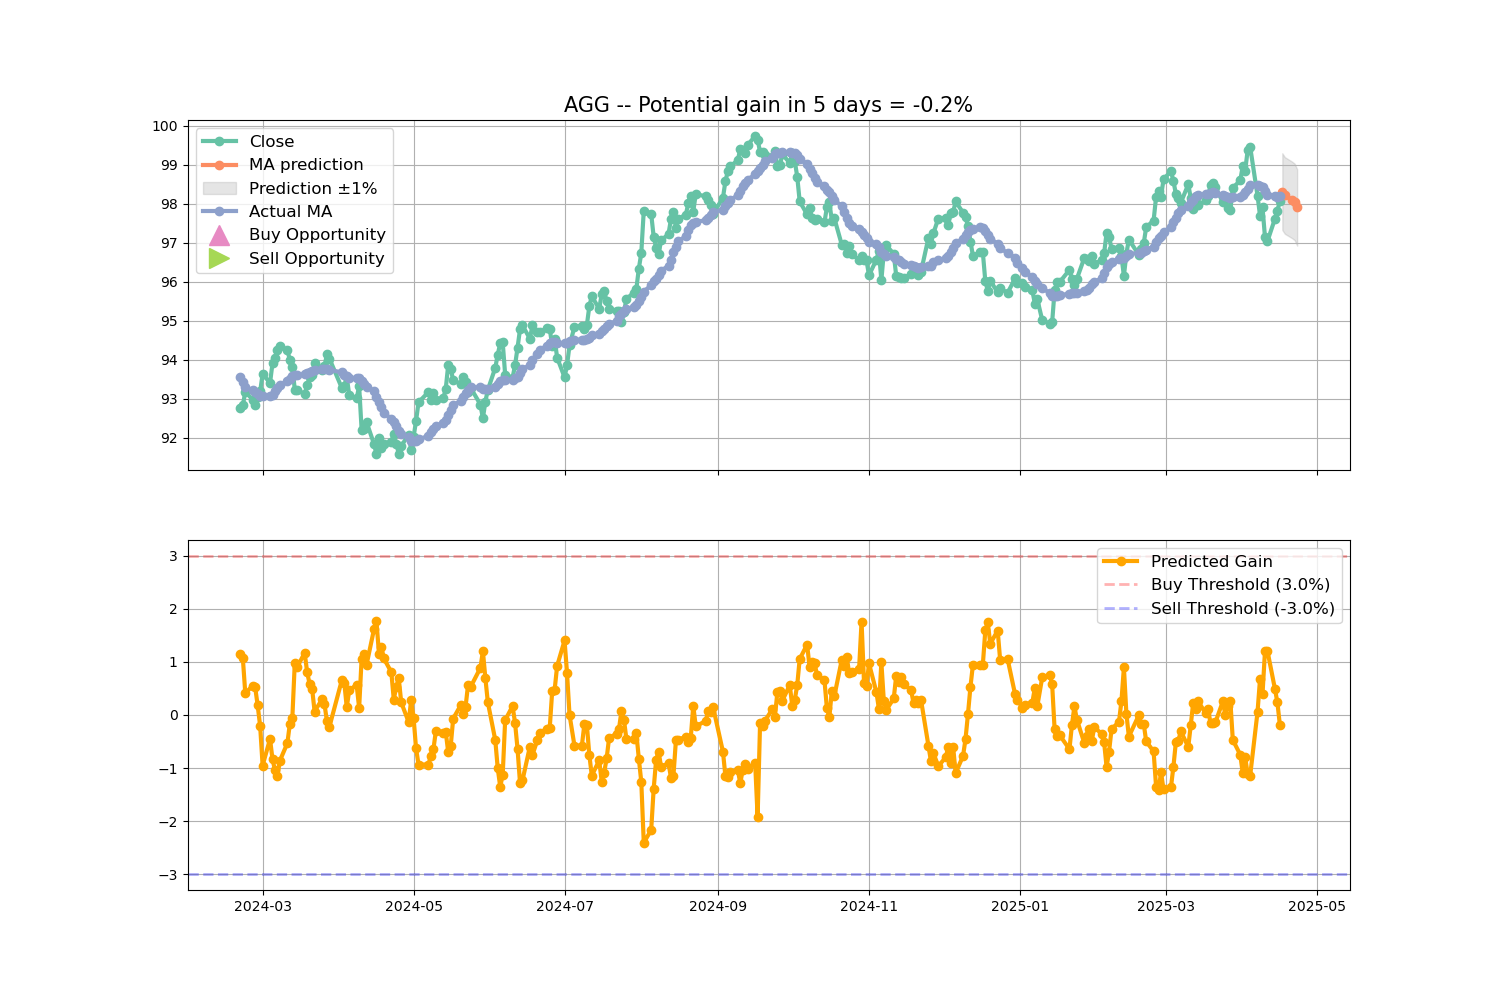 AGG -- Potential gain in 5 days = -0.2%
100
99
98
97
96
95
94
93
92
Close
MA prediction
Prediction ±1%
Actual MA
Buy Opportunity
Sell Opportunity
3
2
1
0
−1
−2
−3
Predicted Gain
Buy Threshold (3.0%)
Sell Threshold (-3.0%)
2024-03
2024-05
2024-07
2024-09
2024-11
2025-01
2025-03
2025-05